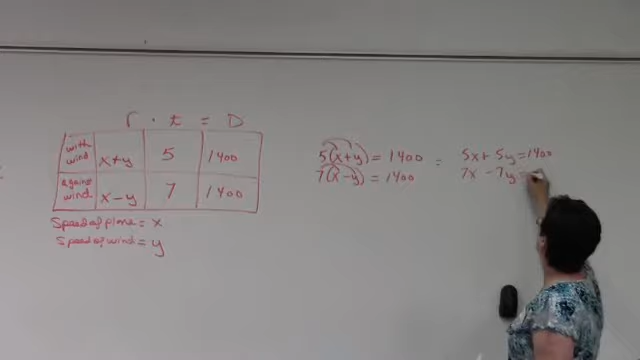 r · t = D
with wind x+y 5 1400
against wind x-y 7 1400
Speed of plane = x
Speed of wind = y
5(x+y) = 1400 = 5x + 5y = 1400
7(x-y) = 1400 7x - 7y =